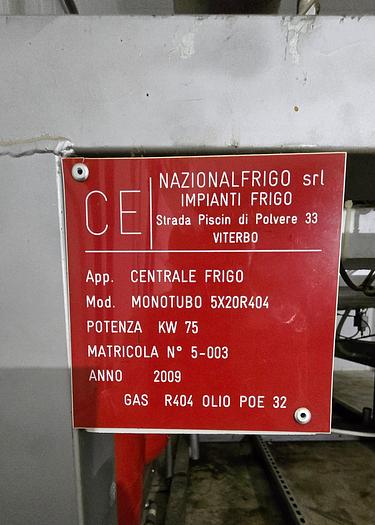 CE
NAZIONALFRIGO srl
IMPIANTI FRIGO
Strada Piscin di Polvere 33
VITERBO
App. CENTRALE FRIGO
Mod. MONOTUBO 5X20R404
POTENZA KW 75
MATRICOLA N° 5-003
ANNO 2009
GAS R404 OLIO POE 32